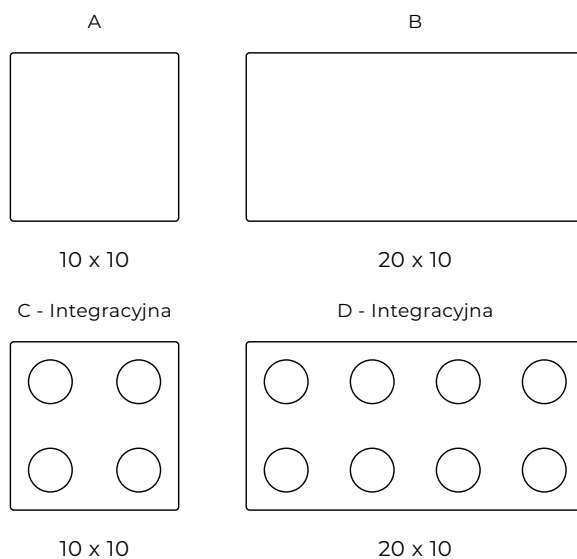 A
B
10 x 10
20 x 10
C - Integracyjna
D - Integracyjna
10 x 10
20 x 10